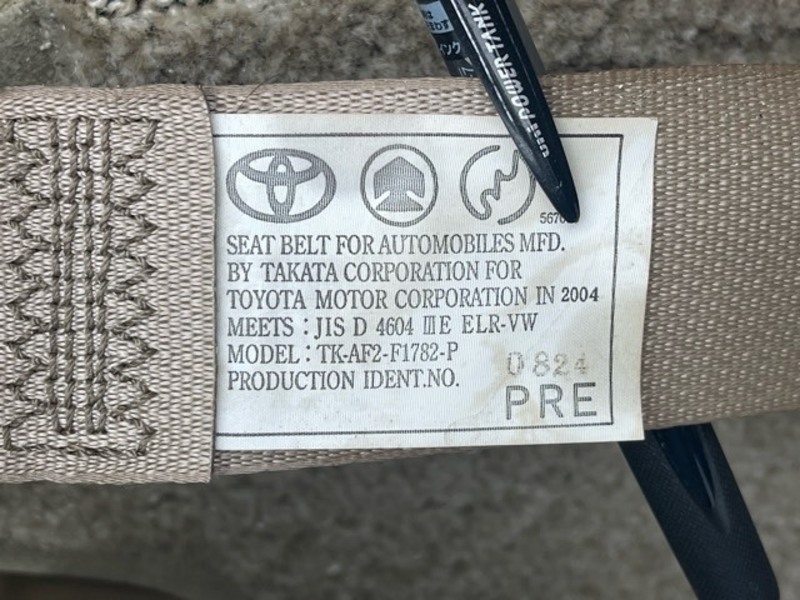 uni POWER TANK
SEAT BELT FOR AUTOMOBILES MFD.
BY TAKATA CORPORATION FOR
TOYOTA MOTOR CORPORATION IN 2004
MEETS : JIS D 4604 ⅢE ELR-VW
MODEL : TK-AF2-F1782-P
PRODUCTION IDENT.NO.
0824
PRE